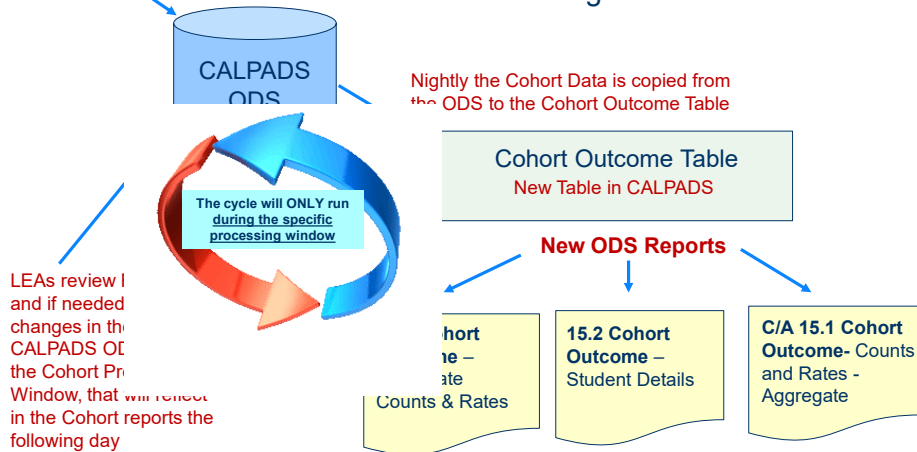 CALPADS
ODS
Nightly the Cohort Data is copied from
the ODS to the Cohort Outcome Table
Cohort Outcome Table
New Table in CALPADS
The cycle will ONLY run
during the specific
processing window
New ODS Reports
LEAs review
and if needed
changes in the
CALPADS
the Cohort
Window, that will reflect
in the Cohort reports the
following day
Counts & Rates
15.2 Cohort
Outcome –
Student Details
C/A 15.1 Cohort
Outcome- Counts
and Rates -
Aggregate